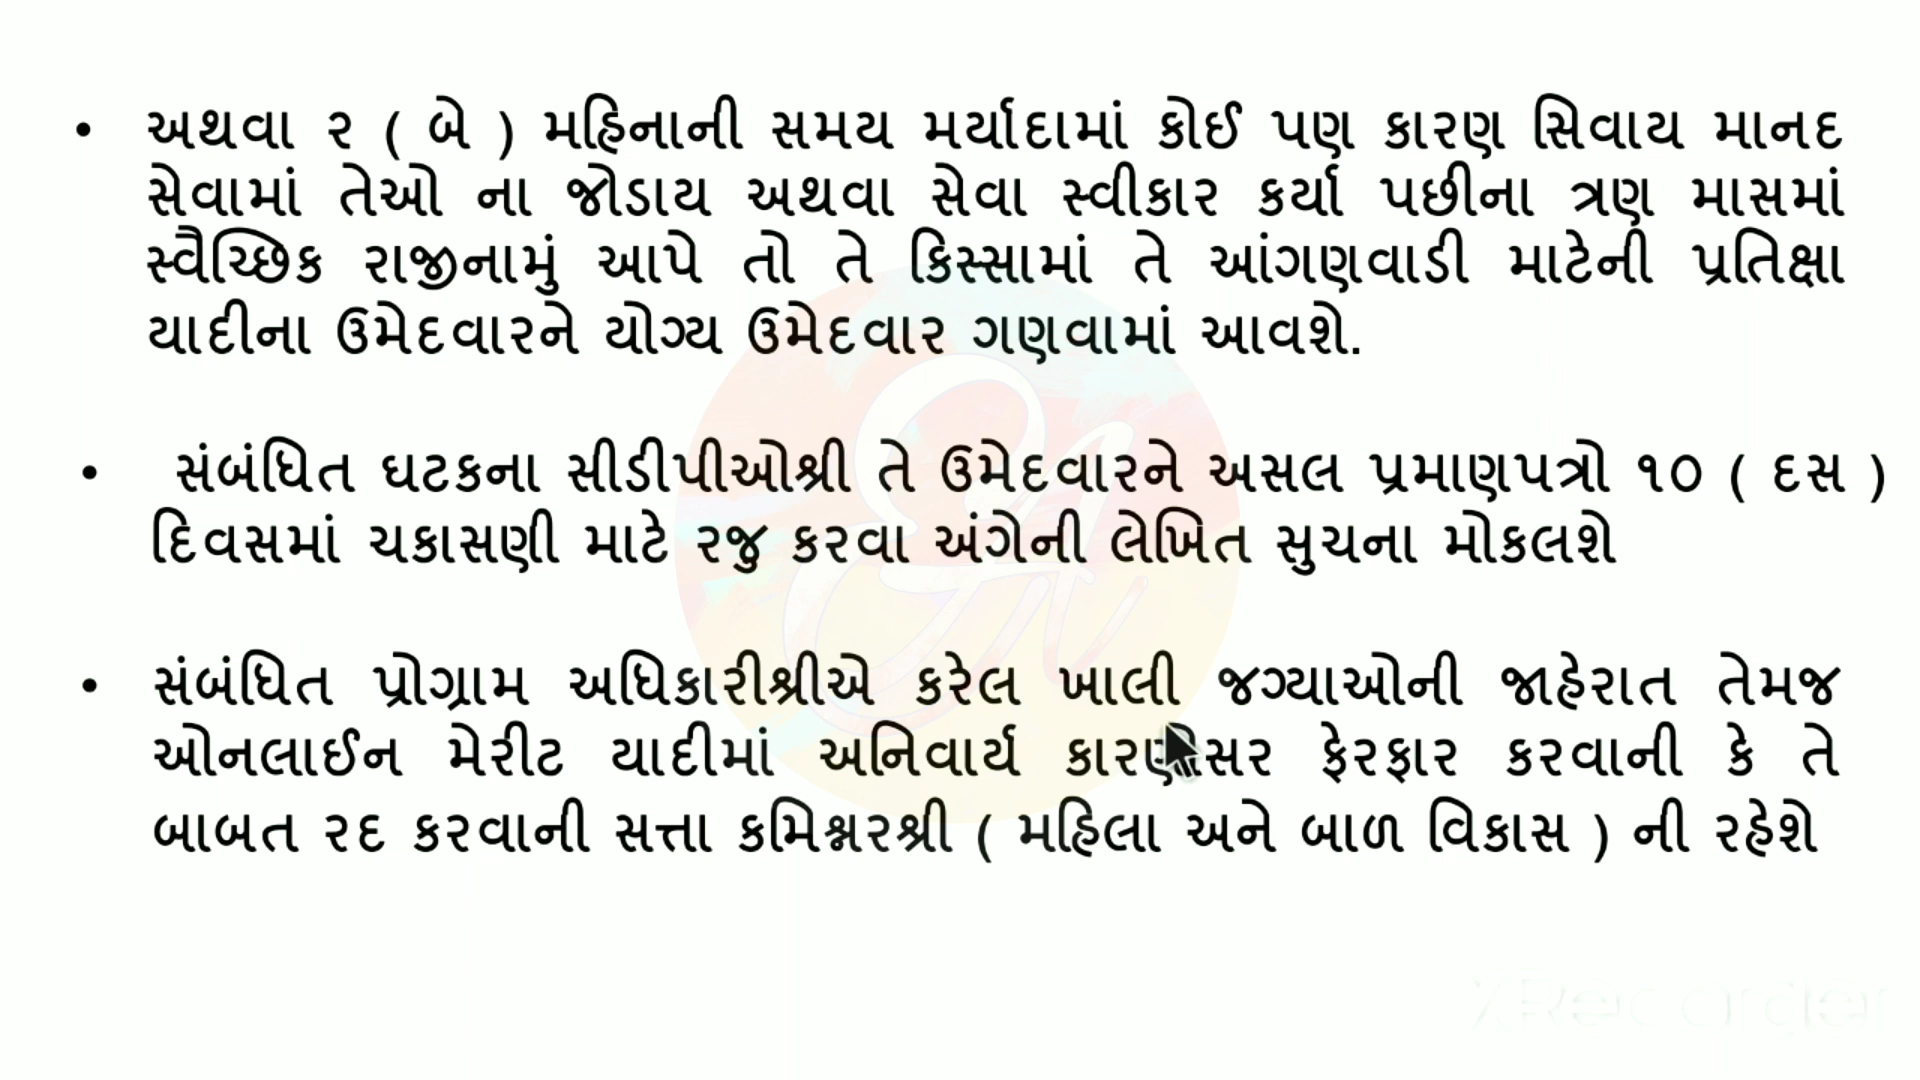 • અથવા ૨ ( બે ) મહિનાની સમય મર્યાદામાં કોઈ પણ કારણ સિવાય માનદ
સેવામાં તેઓ ના જોડાય અથવા સેવા સ્વીકાર કર્યા પછીના ત્રણ માસમાં
સ્વૈચ્છિક રાજીનામું આપે તો તે કિસ્સામાં તે આંગણવાડી માટેની પ્રતિક્ષા
યાદીના ઉમેદવારને યોગ્ય ઉમેદવાર ગણવામાં આવશે.
• સંબંધિત ઘટકના સીડીપીઓશ્રી તે ઉમેદવારને અસલ પ્રમાણપત્રો ૧૦ ( દસ )
દિવસમાં ચકાસણી માટે રજુ કરવા અંગેની લેખિત સુચના મોકલશે
• સંબંધિત પ્રોગ્રામ અધિકારીશ્રીએ કરેલ ખાલી જગ્યાઓની જાહેરાત તેમજ
ઓનલાઈન મેરીટ યાદીમાં અનિવાર્ય કારણોસર ફેરફાર કરવાની કે તે
બાબત રદ કરવાની સત્તા કમિશ્નરશ્રી ( મહિલા અને બાળ વિકાસ ) ની રહેશે
XRecorder